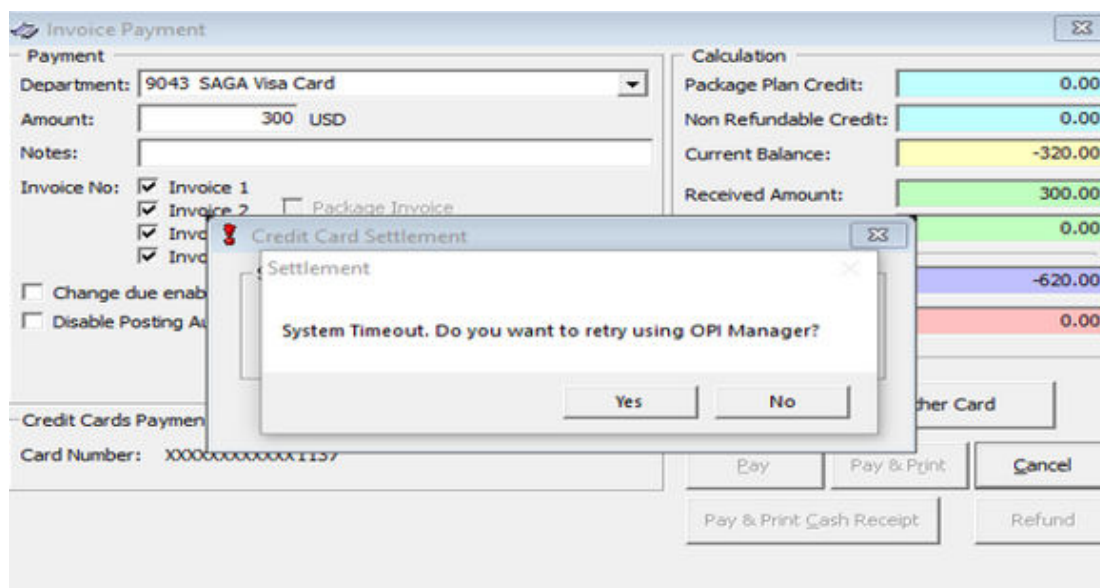 Invoice Payment
Payment
Department: 9043 SAGA Visa Card
Amount: 300 USD
Notes:
Invoice No: Invoice 1
Invoice 2 Package Invoice
Invo
Invo
Change due enab
Disable Posting Au
Calculation
Package Plan Credit: 0.00
Non Refundable Credit: 0.00
Current Balance: -320.00
Received Amount: 300.00
0.00
-620.00
0.00
Credit Card Settlement
Settlement
System Timeout. Do you want to retry using OPI Manager?
Yes No
her Card
Credit Cards Paymen
Card Number: XXXXXXXXXXXX1137
Pay Pay & Print Cancel
Pay & Print Cash Receipt Refund